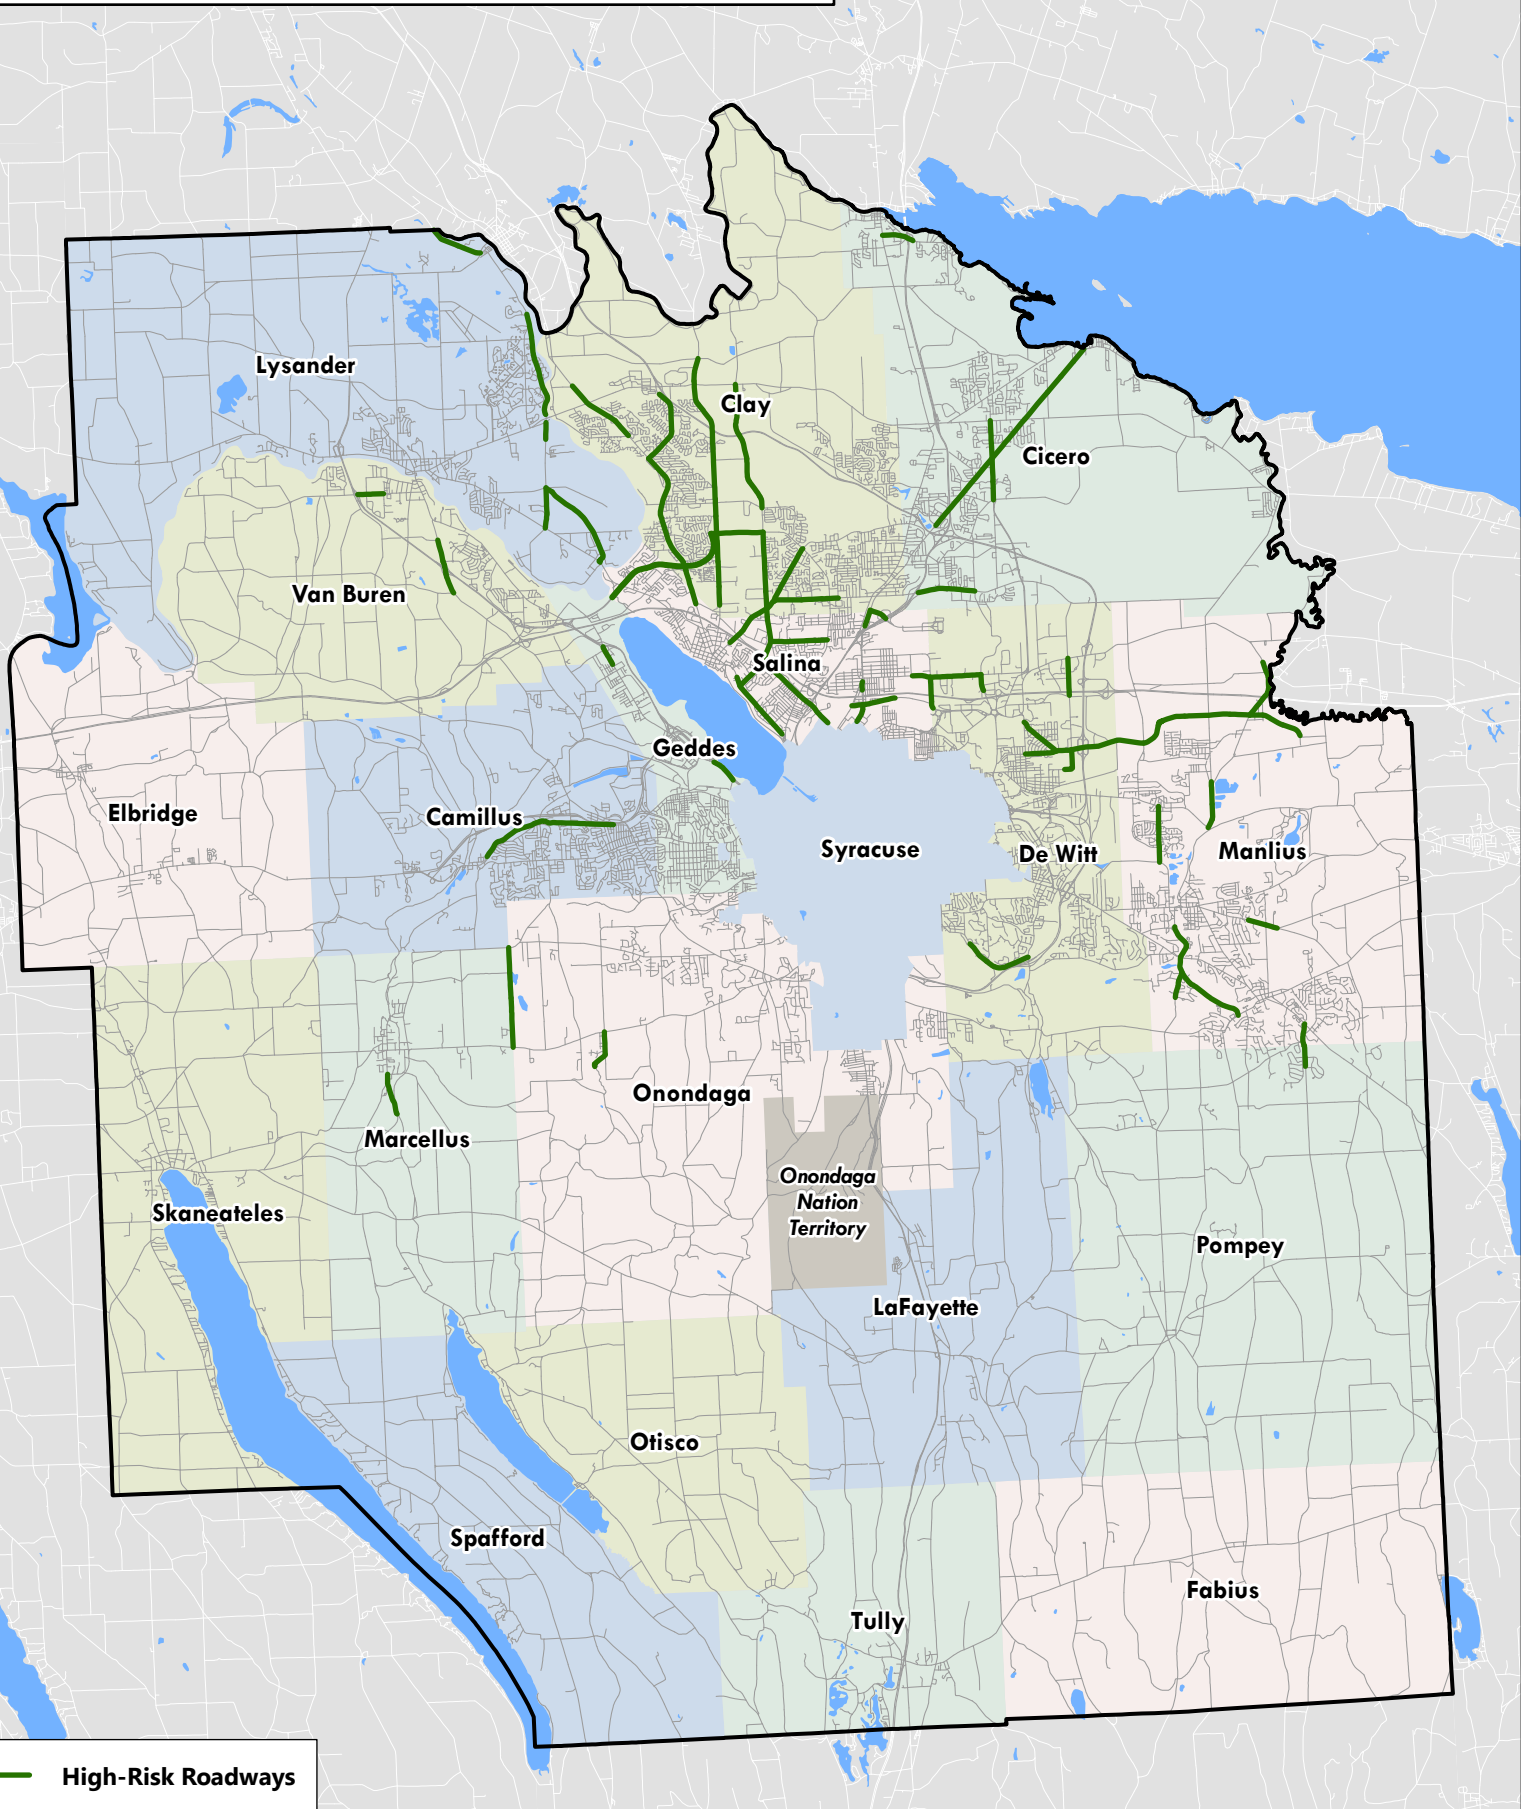 Lysander
Clay
Cicero
Van Buren
Salina
Geddes
Elbridge
Camillus
Syracuse
De Witt
Manlius
Onondaga
Marcellus
Onondaga
Nation
Territory
Skaneateles
Pompey
LaFayette
Otisco
Spafford
Fabius
Tully
High-Risk Roadways